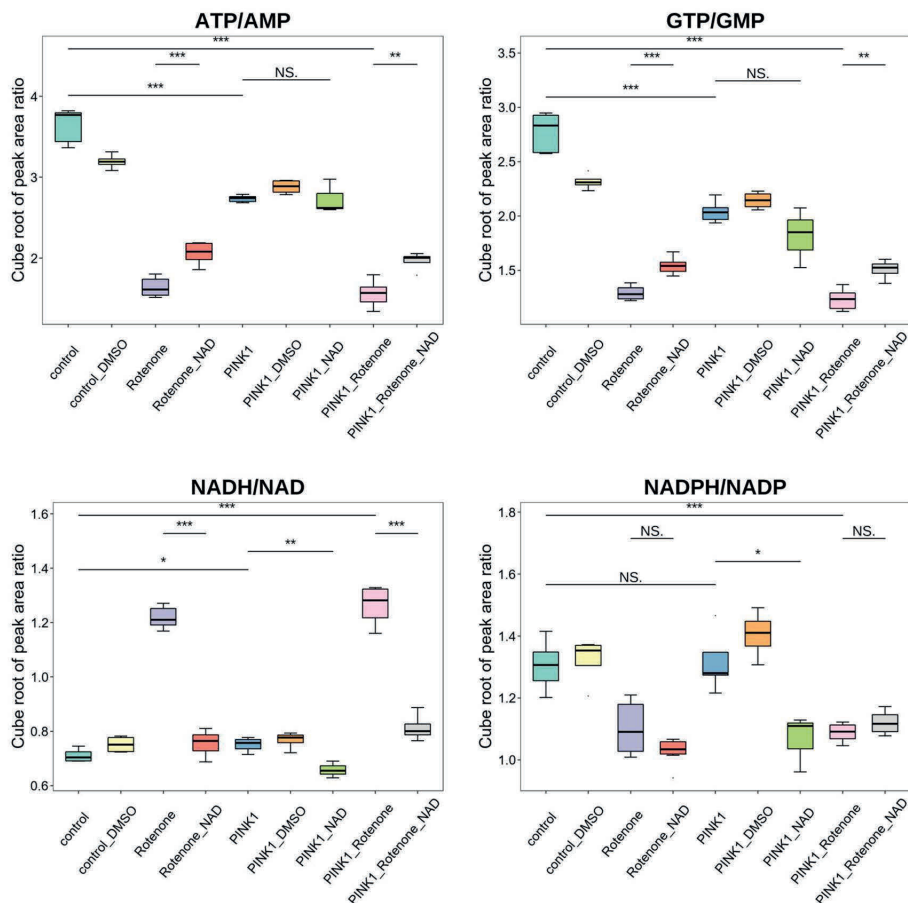 ATP/AMP
Cube root of peak area ratio
4
3
2
***
***
**
NS.
***
control
control_DMSO
Rotenone
Rotenone_NAD
PINK1
PINK1_DMSO
PINK1_NAD
PINK1_Rotenone
PINK1_Rotenone_NAD
GTP/GMP
Cube root of peak area ratio
3.5
3.0
2.5
2.0
1.5
***
***
**
NS.
***
control
control_DMSO
Rotenone
Rotenone_NAD
PINK1
PINK1_DMSO
PINK1_NAD
PINK1_Rotenone
PINK1_Rotenone_NAD
NADH/NAD
Cube root of peak area ratio
1.6
1.4
1.2
1.0
0.8
0.6
***
***
***
**
*
control
control_DMSO
Rotenone
Rotenone_NAD
PINK1
PINK1_DMSO
PINK1_NAD
PINK1_Rotenone
PINK1_Rotenone_NAD
NADPH/NADP
Cube root of peak area ratio
1.8
1.6
1.4
1.2
1.0
***
NS.
NS.
*
NS.
control
control_DMSO
Rotenone
Rotenone_NAD
PINK1
PINK1_DMSO
PINK1_NAD
PINK1_Rotenone
PINK1_Rotenone_NAD